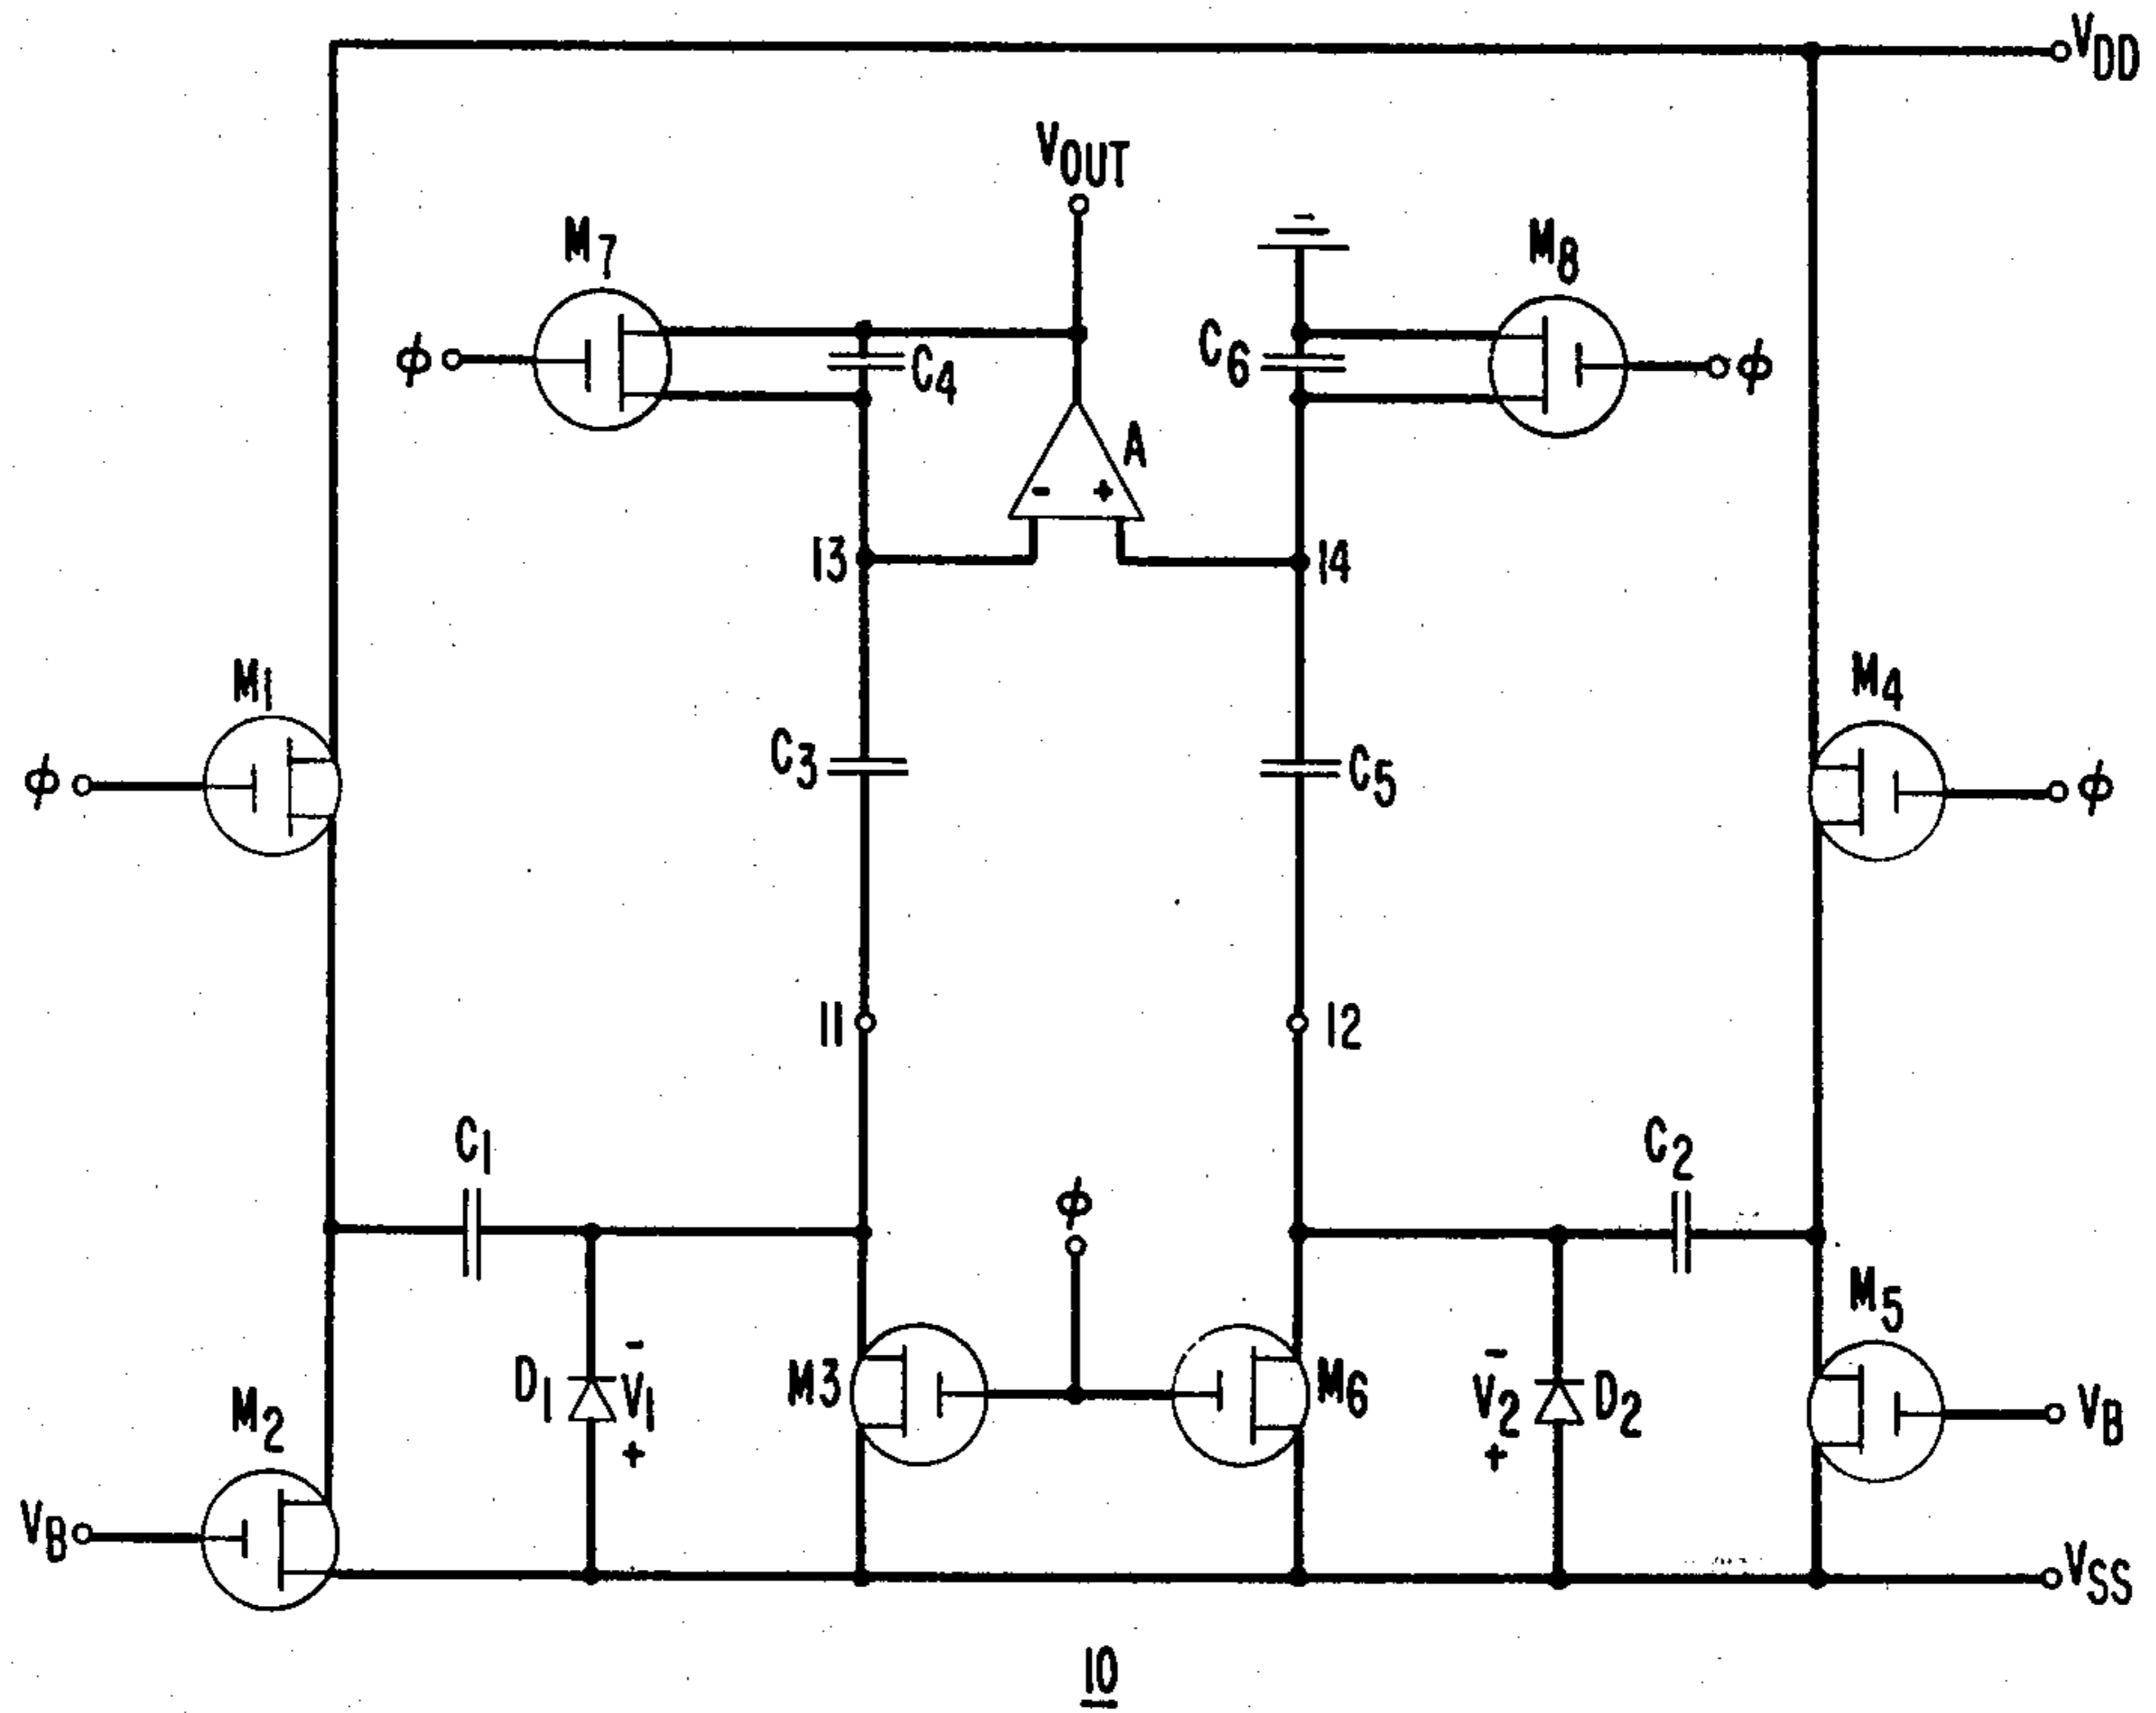 VDD
VOUT
M7
M8
ϕ
C4
C6
ϕ
A
- +
13
14
M1
M4
C3
C5
ϕ
ϕ
11
12
C1
C2
ϕ
M5
D1
-
V1
+
M3
M6
-
V2
+
D2
M2
VB
VB
VSS
10